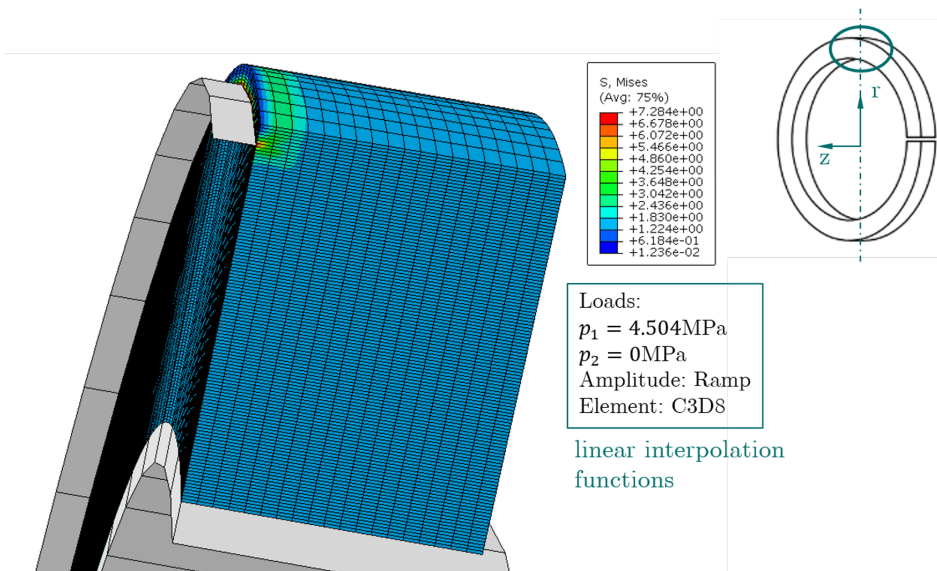 S, Mises
(Avg: 75%)
+7.284e+00
+6.678e+00
+6.072e+00
+5.466e+00
+4.860e+00
+4.254e+00
+3.648e+00
+3.042e+00
+2.436e+00
+1.830e+00
+1.224e+00
+6.184e-01
+1.236e-02
r
z
Loads:
p₁ = 4.504MPa
p₂ = 0MPa
Amplitude: Ramp
Element: C3D8
linear interpolation
functions